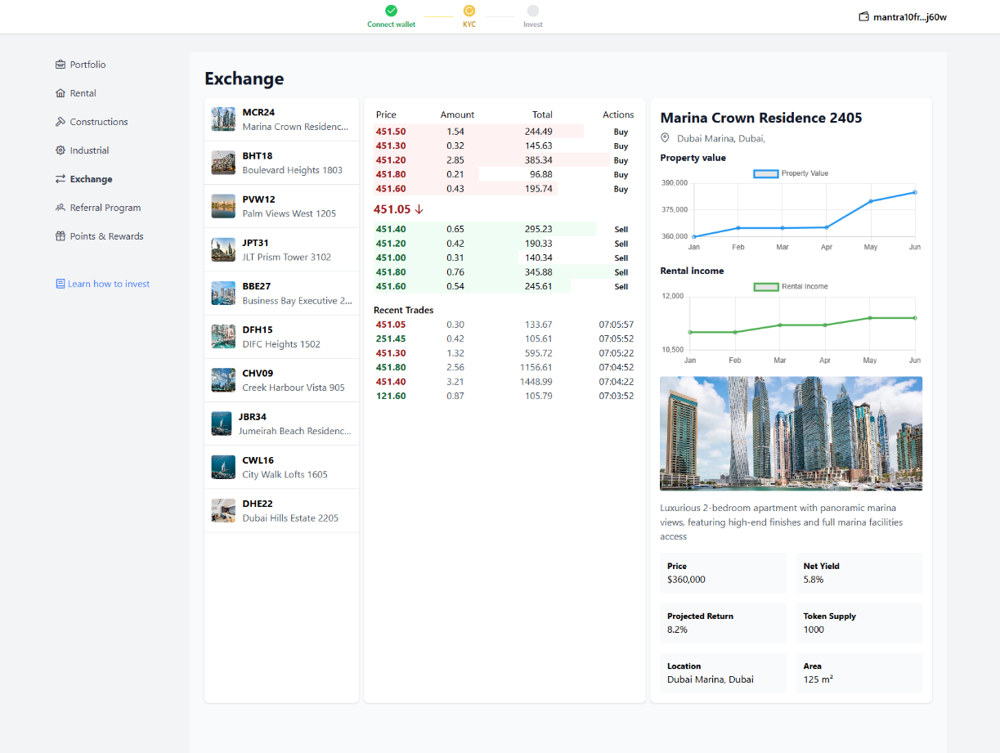 Connect wallet
KYC
Invest
mantra10fr...j60w
Portfolio
Rental
Constructions
Industrial
Exchange
Referral Program
Points & Rewards
Learn how to invest
Exchange
MCR24
Marina Crown Residenc...
BHT18
Boulevard Heights 1803
PVW12
Palm Views West 1205
JPT31
JLT Prism Tower 3102
BBE27
Business Bay Executive 2...
DFH15
DIFC Heights 1502
CHV09
Creek Harbour Vista 905
JBR34
Jumeirah Beach Residenc...
CWL16
City Walk Lofts 1605
DHE22
Dubai Hills Estate 2205
Price Amount Total Actions
451.50 1.54 244.49 Buy
451.30 0.32 145.63 Buy
451.20 2.85 385.34 Buy
451.80 0.21 96.88 Buy
451.60 0.43 195.74 Buy
451.05 ↓
451.40 0.65 295.23 Sell
451.20 0.42 190.33 Sell
451.00 0.31 140.34 Sell
451.80 0.76 345.88 Sell
451.60 0.54 245.61 Sell
Recent Trades
451.05 0.30 133.67 07:05:57
251.45 0.42 105.61 07:05:52
451.30 1.32 595.72 07:05:22
451.80 2.56 1156.61 07:04:52
451.40 3.21 1448.99 07:04:22
121.60 0.87 105.79 07:03:52
Marina Crown Residence 2405
Dubai Marina, Dubai,
Property value
Property Value
390,000
375,000
360,000
Jan Feb Mar Apr May Jun
Rental income
Rental Income
12,000
10,500
Jan Feb Mar Apr May Jun
Luxurious 2-bedroom apartment with panoramic marina
views, featuring high-end finishes and full marina facilities
access
Price
$360,000
Net Yield
5.8%
Projected Return
8.2%
Token Supply
1000
Location
Dubai Marina, Dubai
Area
125 m²